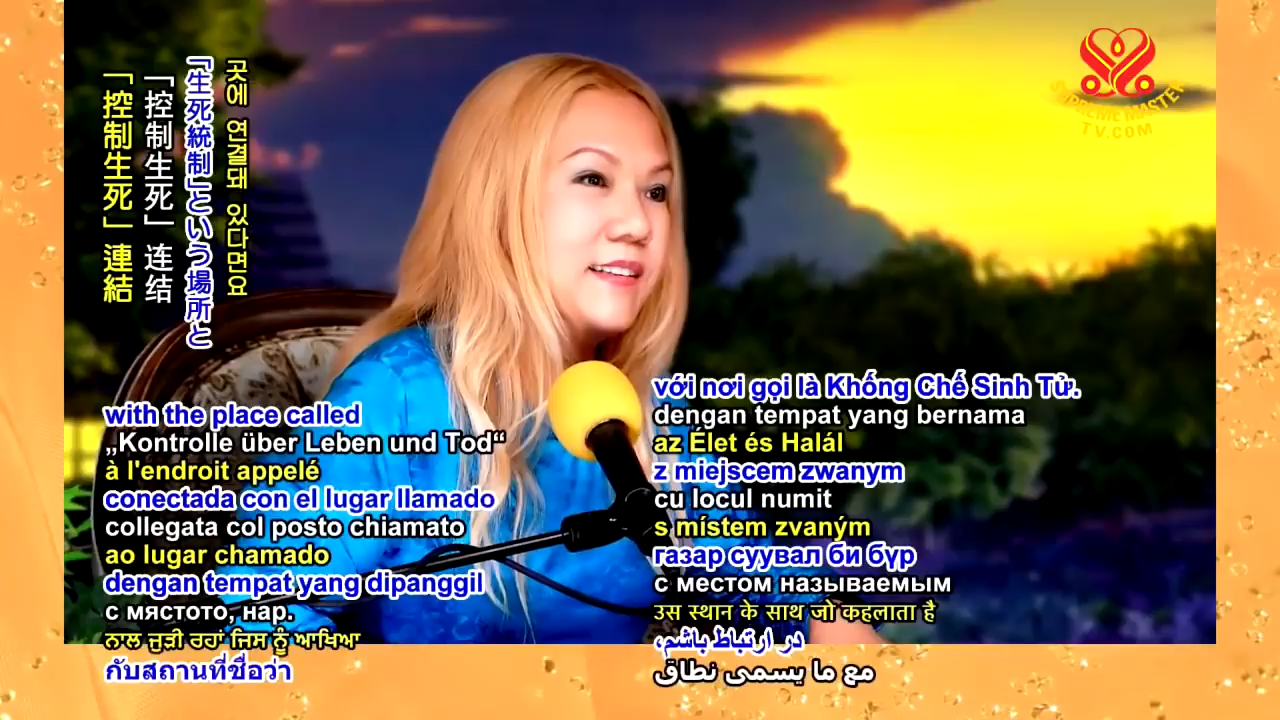 곳에 연결돼 있다면요
「生死統制」という場所と
「控制生死」连结
「控制生死」連結
SUPREME MASTER
TV.COM
with the place called
„Kontrolle über Leben und Tod“
à l'endroit appelé
conectada con el lugar llamado
collegata col posto chiamato
ao lugar chamado
dengan tempat yang dipanggil
с мястото, нар.
ਨਾਲ ਜੁੜੀ ਰਹਾਂ ਜਿਸ ਨੂੰ ਆਖਿਆ
กับสถานที่ชื่อว่า
với nơi gọi là Khống Chế Sinh Tử.
dengan tempat yang bernama
az Élet és Halál
z miejscem zwanym
cu locul numit
s místem zvaným
газар суувал би бүр
с местом называемым
उस स्थान के साथ जो कहलाता है
در ارتباط باشم،
مع ما يسمى نطاق